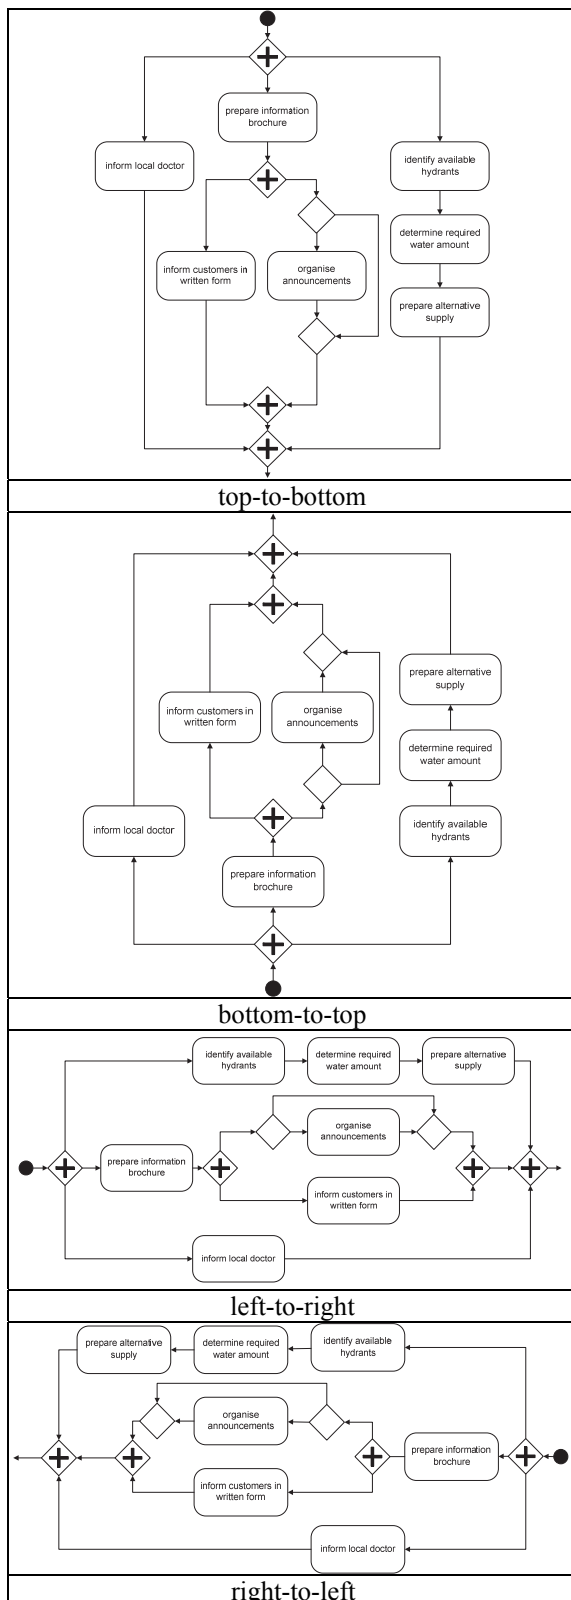 prepare information
brochure
inform local doctor
identify available
hydrants
determine required
water amount
inform customers in
written form
organise
announcements
prepare alternative
supply
top-to-bottom
prepare alternative
supply
inform customers in
written form
organise
announcements
determine required
water amount
inform local doctor
identify available
hydrants
prepare information
brochure
bottom-to-top
identify available
hydrants
determine required
water amount
prepare alternative
supply
organise
announcements
prepare information
brochure
inform customers in
written form
inform local doctor
left-to-right
prepare alternative
supply
determine required
water amount
identify available
hydrants
organise
announcements
prepare information
brochure
inform customers in
written form
inform local doctor
right-to-left